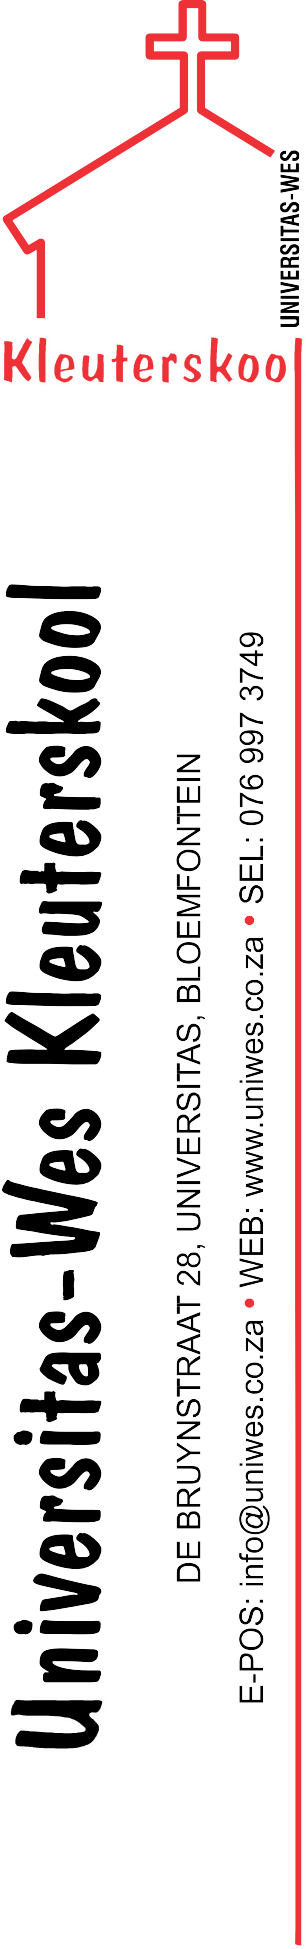 UNIVERSITAS-WES
Kleuterskool
Universitas-Wes Kleuterskool
DE BRUYNSTRAAT 28, UNIVERSITAS, BLOEMFONTEIN
E-POS: info@uniwes.co.za • WEB: www.uniwes.co.za • SEL: 076 997 3749